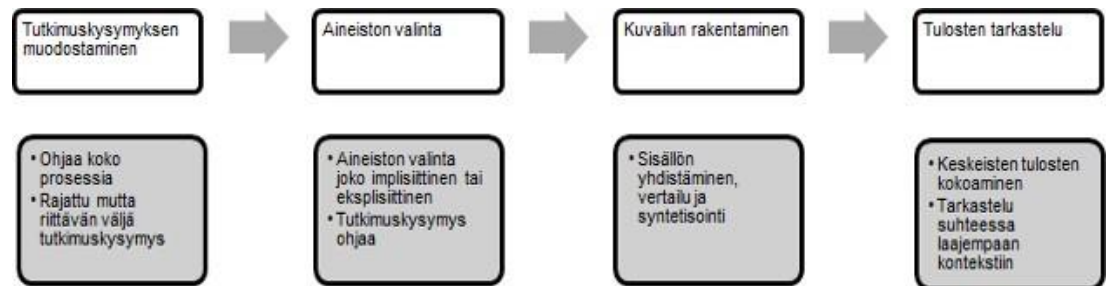 Tutkimuskysymyksen
muodostaminen
Aineiston valinta
Kuvailun rakentaminen
Tulosten tarkastelu
• Ohjaa koko
prosessia
• Rajattu mutta
riittävän väljä
tutkimuskysymys
• Aineiston valinta
joko implisiittinen tai
eksplisiittinen
• Tutkimuskysymys
ohjaa
• Sisällön
yhdistäminen,
vertailu ja
syntetisointi
• Keskeisten tulosten
kokoaminen
• Tarkastelu
suhteessa
laajempaan
kontekstiin